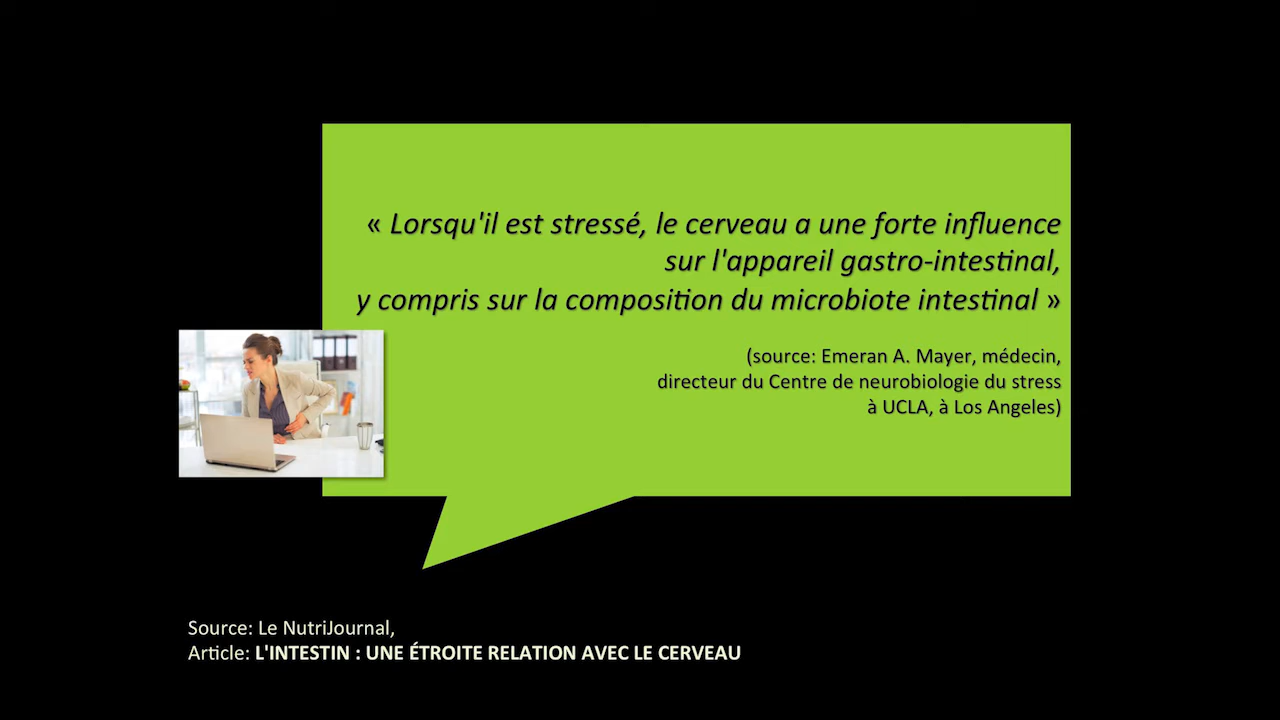 « Lorsqu'il est stressé, le cerveau a une forte influence
sur l'appareil gastro-intestinal,
y compris sur la composition du microbiote intestinal »
(source: Emeran A. Mayer, médecin,
directeur du Centre de neurobiologie du stress
à UCLA, à Los Angeles)
Source: Le NutriJournal,
Article: L'INTESTIN : UNE ÉTROITE RELATION AVEC LE CERVEAU